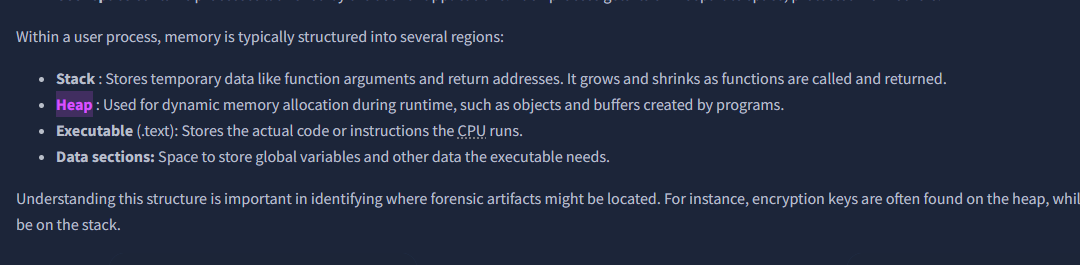 Within a user process, memory is typically structured into several regions:
• Stack : Stores temporary data like function arguments and return addresses. It grows and shrinks as functions are called and returned.
• Heap : Used for dynamic memory allocation during runtime, such as objects and buffers created by programs.
• Executable (.text): Stores the actual code or instructions the CPU runs.
• Data sections: Space to store global variables and other data the executable needs.
Understanding this structure is important in identifying where forensic artifacts might be located. For instance, encryption keys are often found on the heap,
be on the stack.